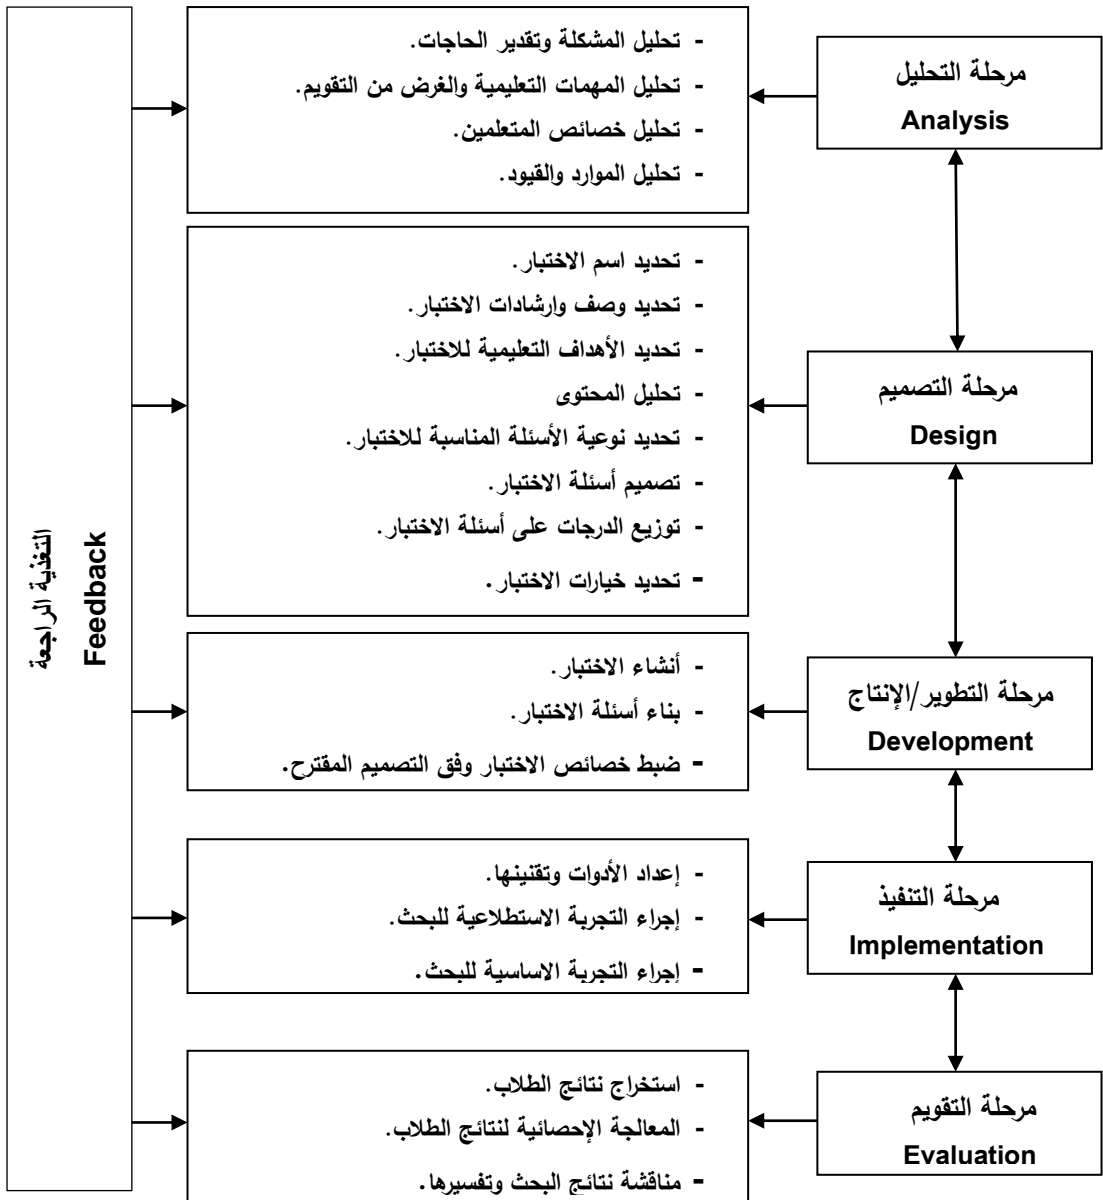 مرحلة التحليل
Analysis
- تحليل المشكلة وتقدير الحاجات.
- تحليل المهمات التعليمية والغرض من التقويم.
- تحليل خصائص المتعلمين.
- تحليل الموارد والقيود.
مرحلة التصميم
Design
- تحديد اسم الاختبار.
- تحديد وصف وارشادات الاختبار.
- تحديد الأهداف التعليمية للاختبار.
- تحليل المحتوى
- تحديد نوعية الأسئلة المناسبة للاختبار.
- تصميم أسئلة الاختبار.
- توزيع الدرجات على أسئلة الاختبار.
- تحديد خيارات الاختبار.
مرحلة التطوير/الإنتاج
Development
- أنشاء الاختبار.
- بناء أسئلة الاختبار.
- ضبط خصائص الاختبار وفق التصميم المقترح.
مرحلة التنفيذ
Implementation
- إعداد الأدوات وتقنينها.
- إجراء التجربة الاستطلاعية للبحث.
- إجراء التجربة الاساسية للبحث.
مرحلة التقويم
Evaluation
- استخراج نتائج الطلاب.
- المعالجة الإحصائية لنتائج الطلاب.
- مناقشة نتائج البحث وتفسيرها.
التغذية الراجعة
Feedback